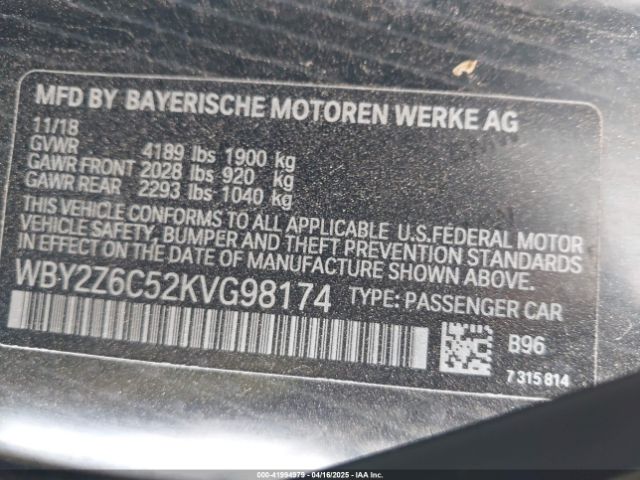 MFD BY BAYERISCHE MOTOREN WERKE AG
11/18
GVWR 4189 lbs 1900 kg
GAWR FRONT 2028 lbs 920 kg
GAWR REAR 2293 lbs 1040 kg
THIS VEHICLE CONFORMS TO ALL APPLICABLE U.S.FEDERAL MOTOR
VEHICLE SAFETY, BUMPER AND THEFT PREVENTION STANDARDS
IN EFFECT ON THE DATE OF MANUFACTURE SHOWN ABOVE.
WBY2Z6C52KVG98174 TYPE: PASSENGER CAR
B96
7315814
000-41994979 04/16/2025 IAA Inc.